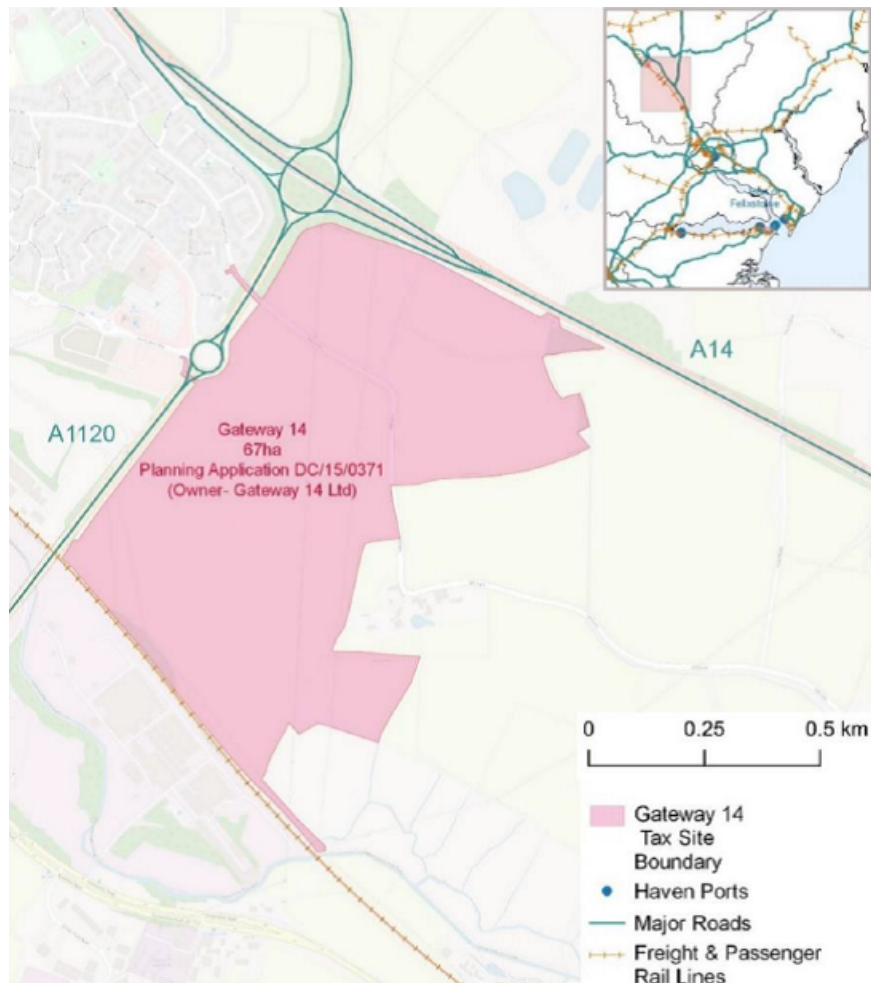 Felixstowe
A14
A1120
Gateway 14
67ha
Planning Application DC/15/0371
(Owner- Gateway 14 Ltd)
0 0.25 0.5 km
Gateway 14
Tax Site
Boundary
Haven Ports
Major Roads
Freight & Passenger
Rail Lines